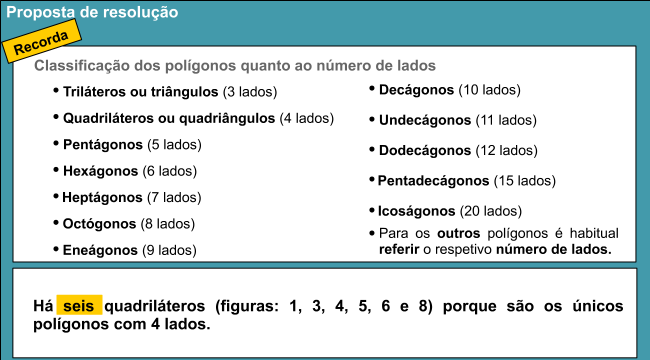 Proposta de resolução
Recorda
Classificação dos polígonos quanto ao número de lados
• Triláteros ou triângulos (3 lados)
• Quadriláteros ou quadriângulos (4 lados)
• Pentágonos (5 lados)
• Hexágonos (6 lados)
• Heptágonos (7 lados)
• Octógonos (8 lados)
• Eneágonos (9 lados)
• Decágonos (10 lados)
• Undecágonos (11 lados)
• Dodecágonos (12 lados)
• Pentadecágonos (15 lados)
• Icoságonos (20 lados)
• Para os outros polígonos é habitual
referir o respetivo número de lados.
Há seis quadriláteros (figuras: 1, 3, 4, 5, 6 e 8) porque são os únicos
polígonos com 4 lados.